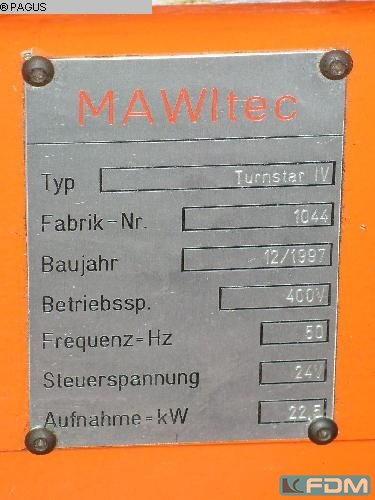 © PAGUS
MAWItec
Typ Turnstar IV
Fabrik-Nr. 1044
Baujahr 12/1997
Betriebssp. 400V
Frequenz=Hz 50
Steuerspannung 24V
Aufnahme=kW 22,5
KFDM